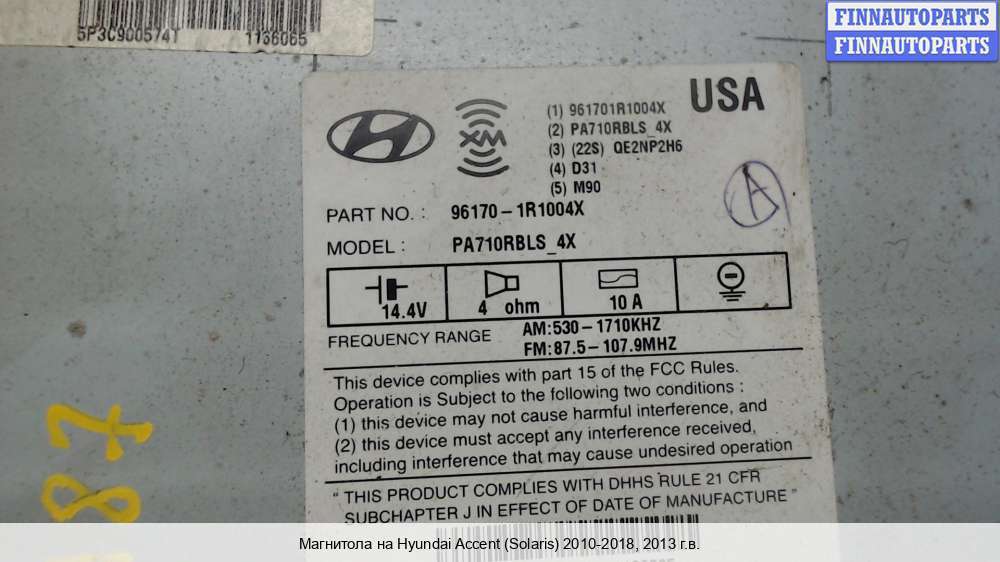 5P3C900574T 1136065
FINNAUTOPARTS
FINNAUTOPARTS
XM
USA
(1) 961701R1004X
(2) PA710RBLS_4X
(3) (22S) QE2NP2H6
(4) D31
(5) M90
A
PART NO. : 96170-1R1004X
MODEL : PA710RBLS_4X
14.4V 4 ohm 10 A
FREQUENCY RANGE AM:530-1710KHZ
FM:87.5-107.9MHZ
This device complies with part 15 of the FCC Rules.
Operation is Subject to the following two conditions :
(1) this device may not cause harmful interference, and
(2) this device must accept any interference received,
including interference that may cause undesired operation
" THIS PRODUCT COMPLIES WITH DHHS RULE 21 CFR
SUBCHAPTER J IN EFFECT OF DATE OF MANUFACTURE "
78
Магнитола на Hyundai Accent (Solaris) 2010-2018, 2013 г.в.